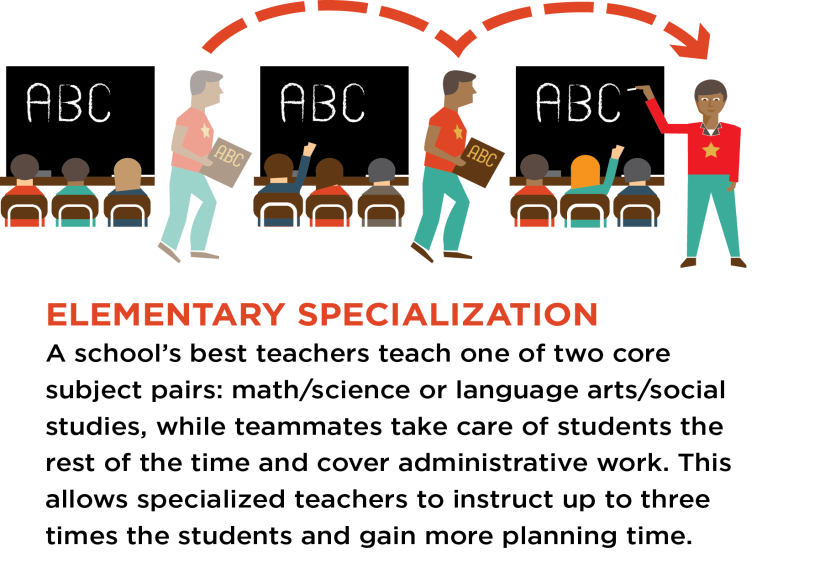 ABC
ABC
ABC
ABC
ABC
ELEMENTARY SPECIALIZATION
A school’s best teachers teach one of two core
subject pairs: math/science or language arts/social
studies, while teammates take care of students the
rest of the time and cover administrative work. This
allows specialized teachers to instruct up to three
times the students and gain more planning time.